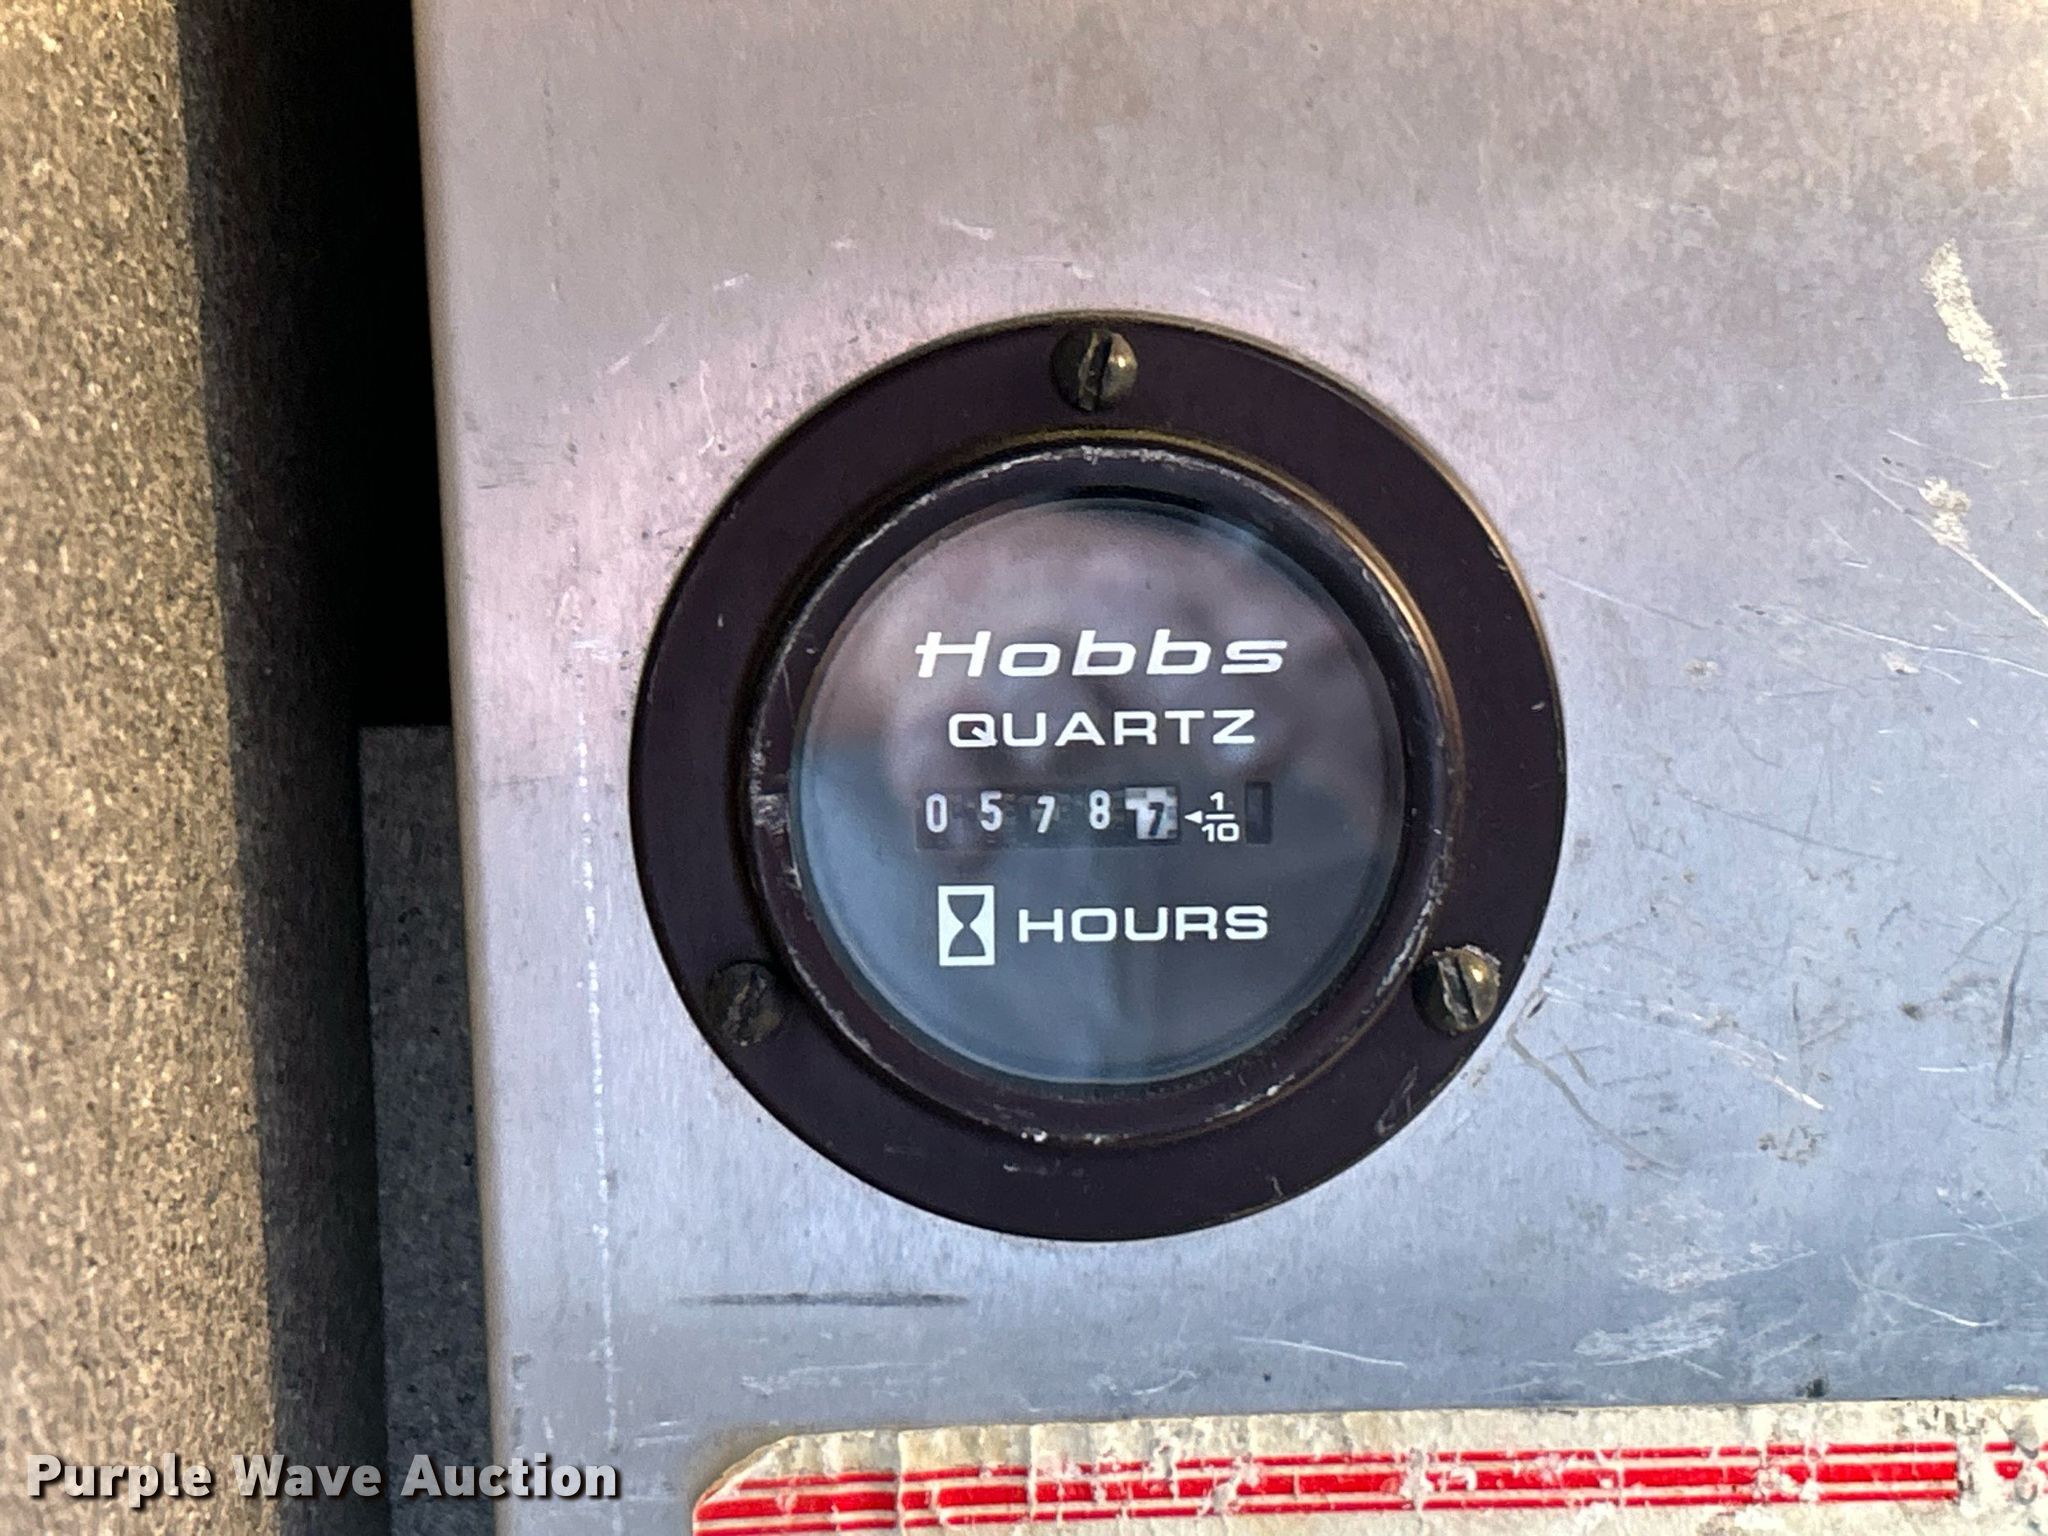 Hobbs
QUARTZ
0 5 7 8 7 ◄1/10
HOURS
Purple Wave Auction